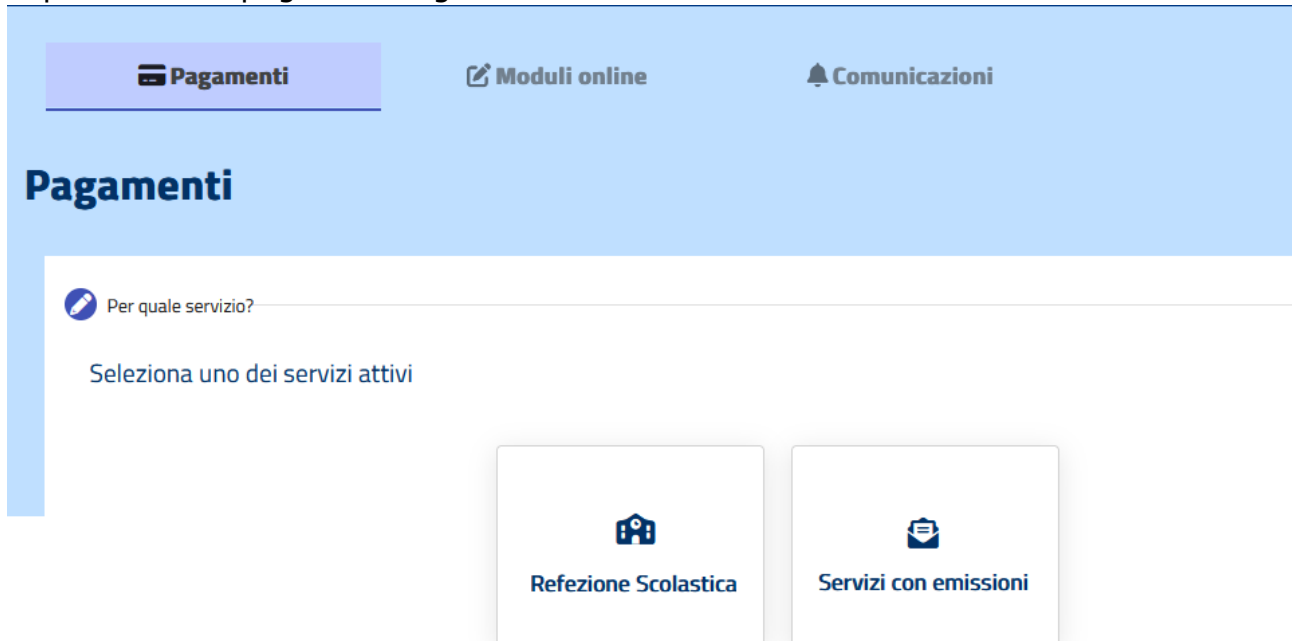 Pagamenti Moduli online Comunicazioni
Pagamenti
Per quale servizio?
Seleziona uno dei servizi attivi
Refezione Scolastica Servizi con emissioni